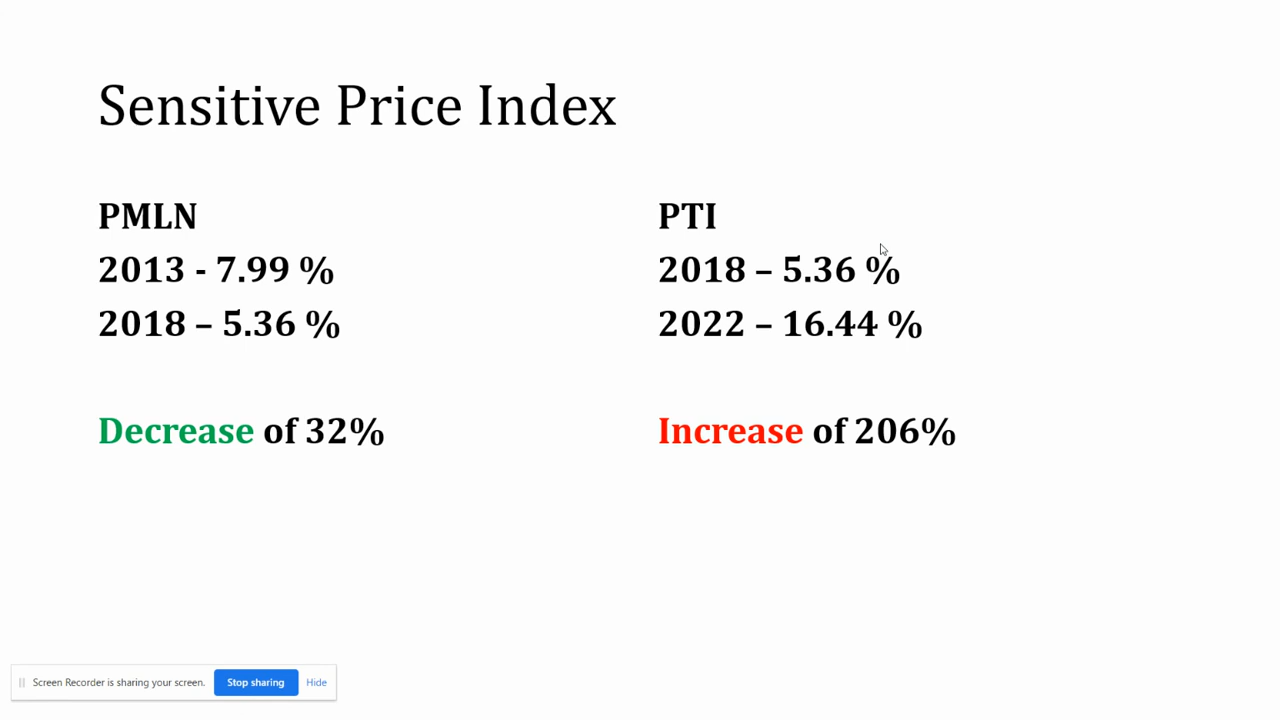 Sensitive Price Index
PMLN
2013 - 7.99 %
2018 – 5.36 %
Decrease of 32%
PTI
2018 – 5.36 %
2022 – 16.44 %
Increase of 206%
Screen Recorder is sharing your screen.
Stop sharing
Hide